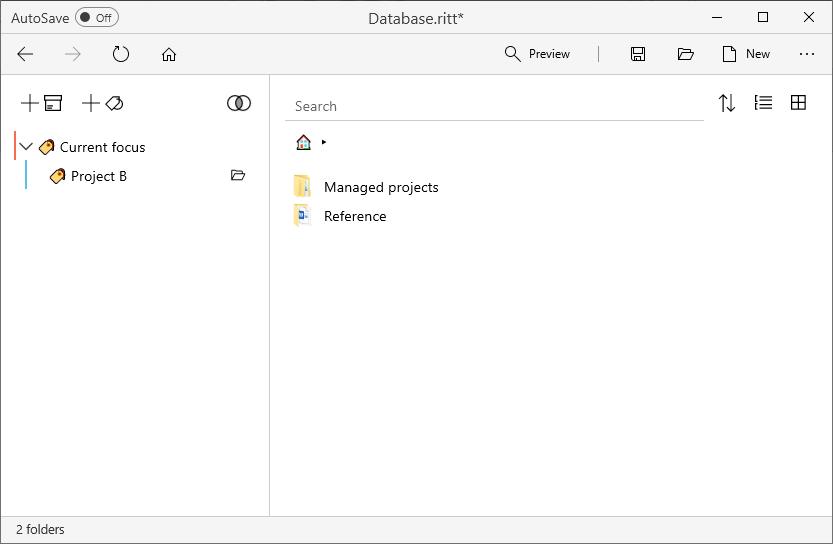 AutoSave Off Database.ritt*
Preview New
Search
Current focus
Project B
Managed projects
Reference
2 folders